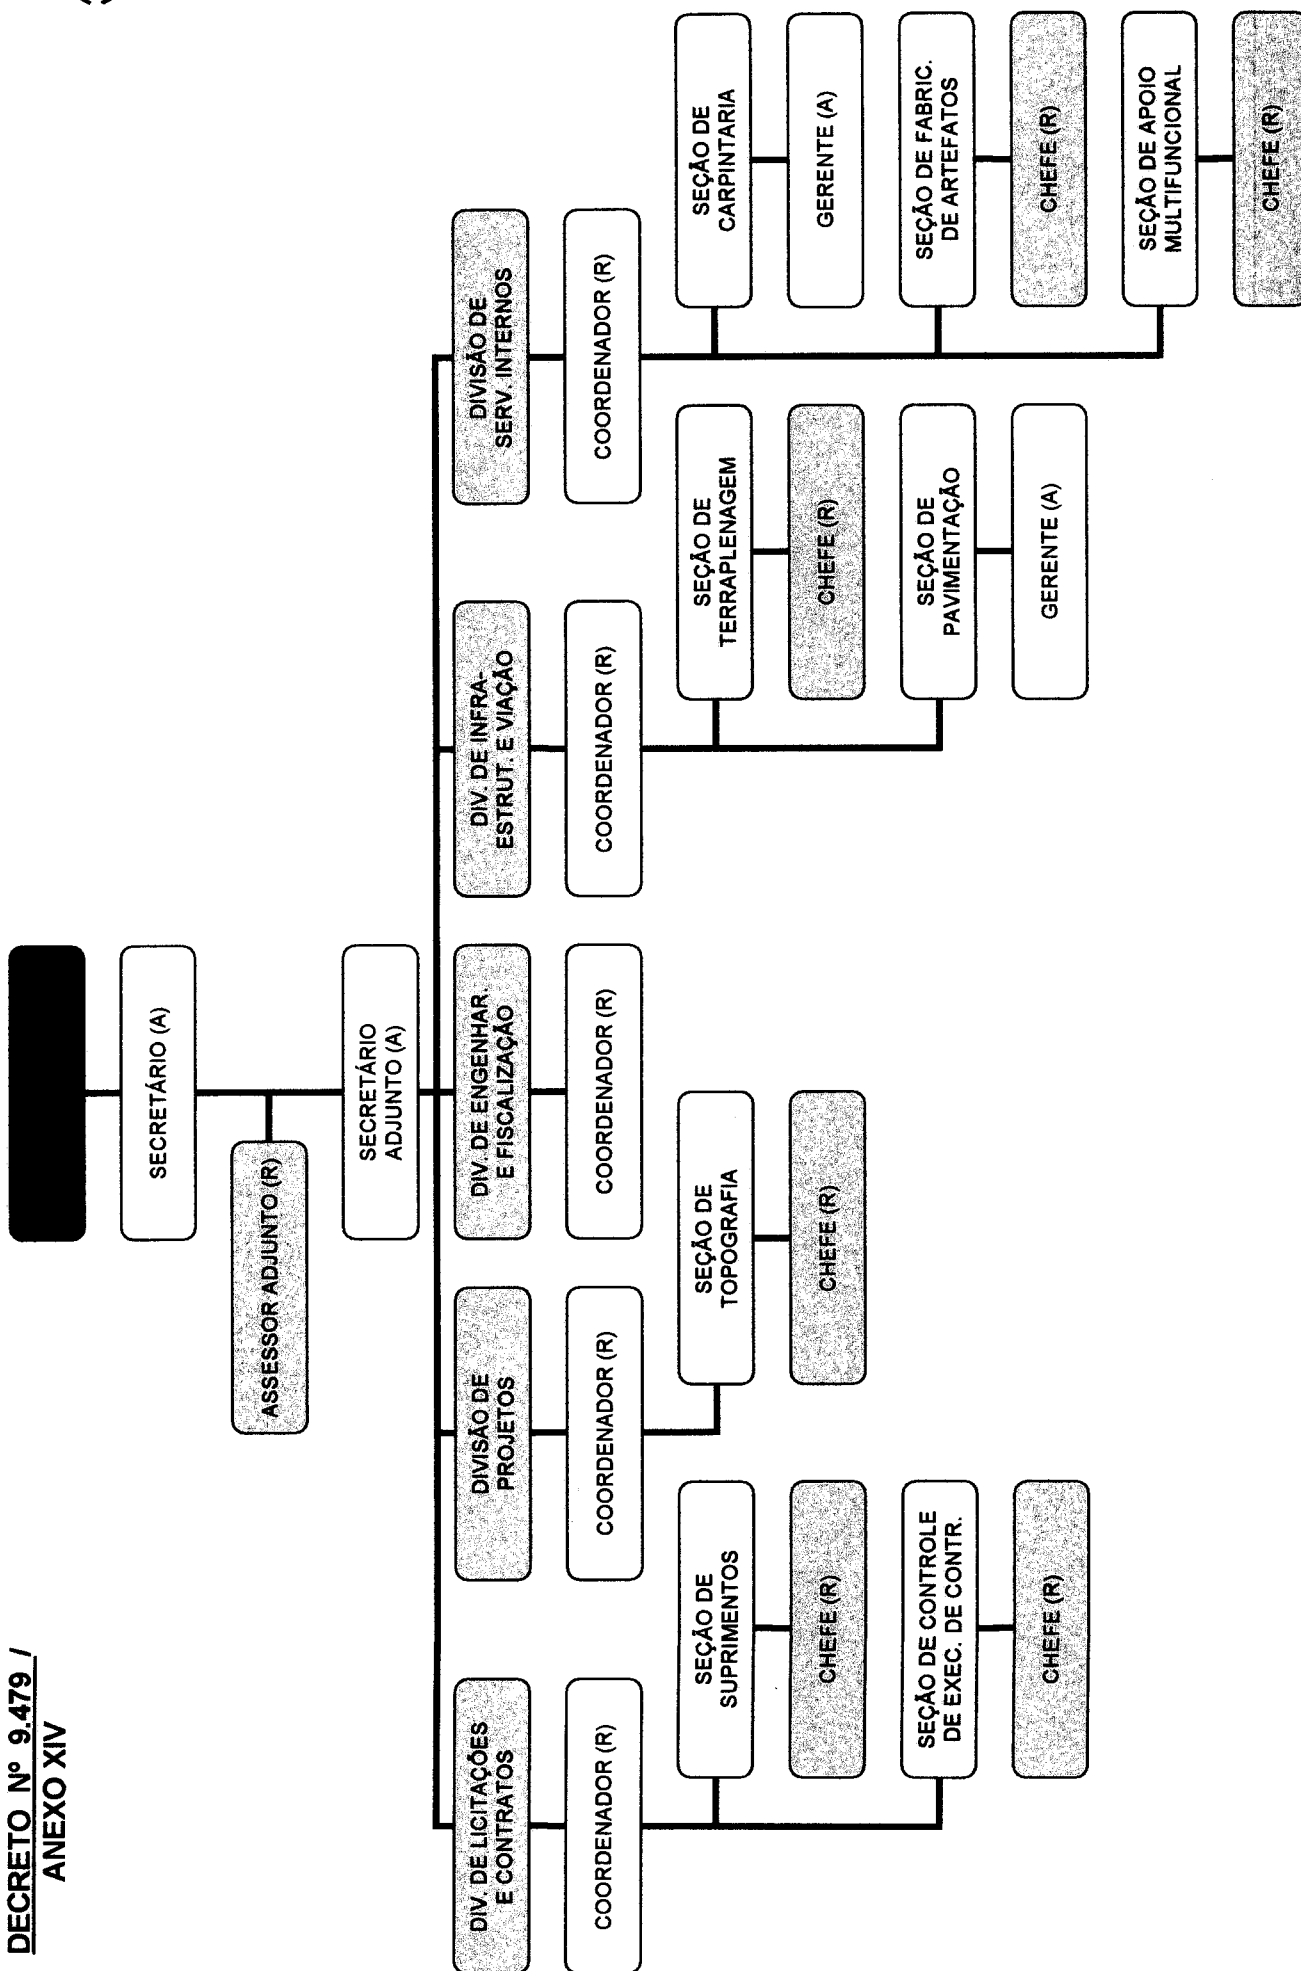 DECRETO Nº 9.479 /
ANEXO XIV
SECRETÁRIO (A)
ASSESSOR ADJUNTO (R)
SECRETÁRIO
ADJUNTO (A)
DIV. DE LICITAÇÕES
E CONTRATOS
COORDENADOR (R)
SEÇÃO DE
SUPRIMENTOS
CHEFE (R)
SEÇÃO DE CONTROLE
DE EXEC. DE CONTR.
CHEFE (R)
DIVISÃO DE
PROJETOS
COORDENADOR (R)
SEÇÃO DE
TOPOGRAFIA
CHEFE (R)
DIV. DE ENGENHAR.
E FISCALIZAÇÃO
COORDENADOR (R)
DIV. DE INFRA-
ESTRUT. E VIAÇÃO
COORDENADOR (R)
SEÇÃO DE
TERRAPLENAGEM
CHEFE (R)
SEÇÃO DE
PAVIMENTAÇÃO
GERENTE (A)
DIVISÃO DE
SERV. INTERNOS
COORDENADOR (R)
SEÇÃO DE
CARPINTARIA
GERENTE (A)
SEÇÃO DE FABRIC.
DE ARTEFATOS
CHEFE (R)
SEÇÃO DE APOIO
MULTIFUNCIONAL
CHEFE (R)